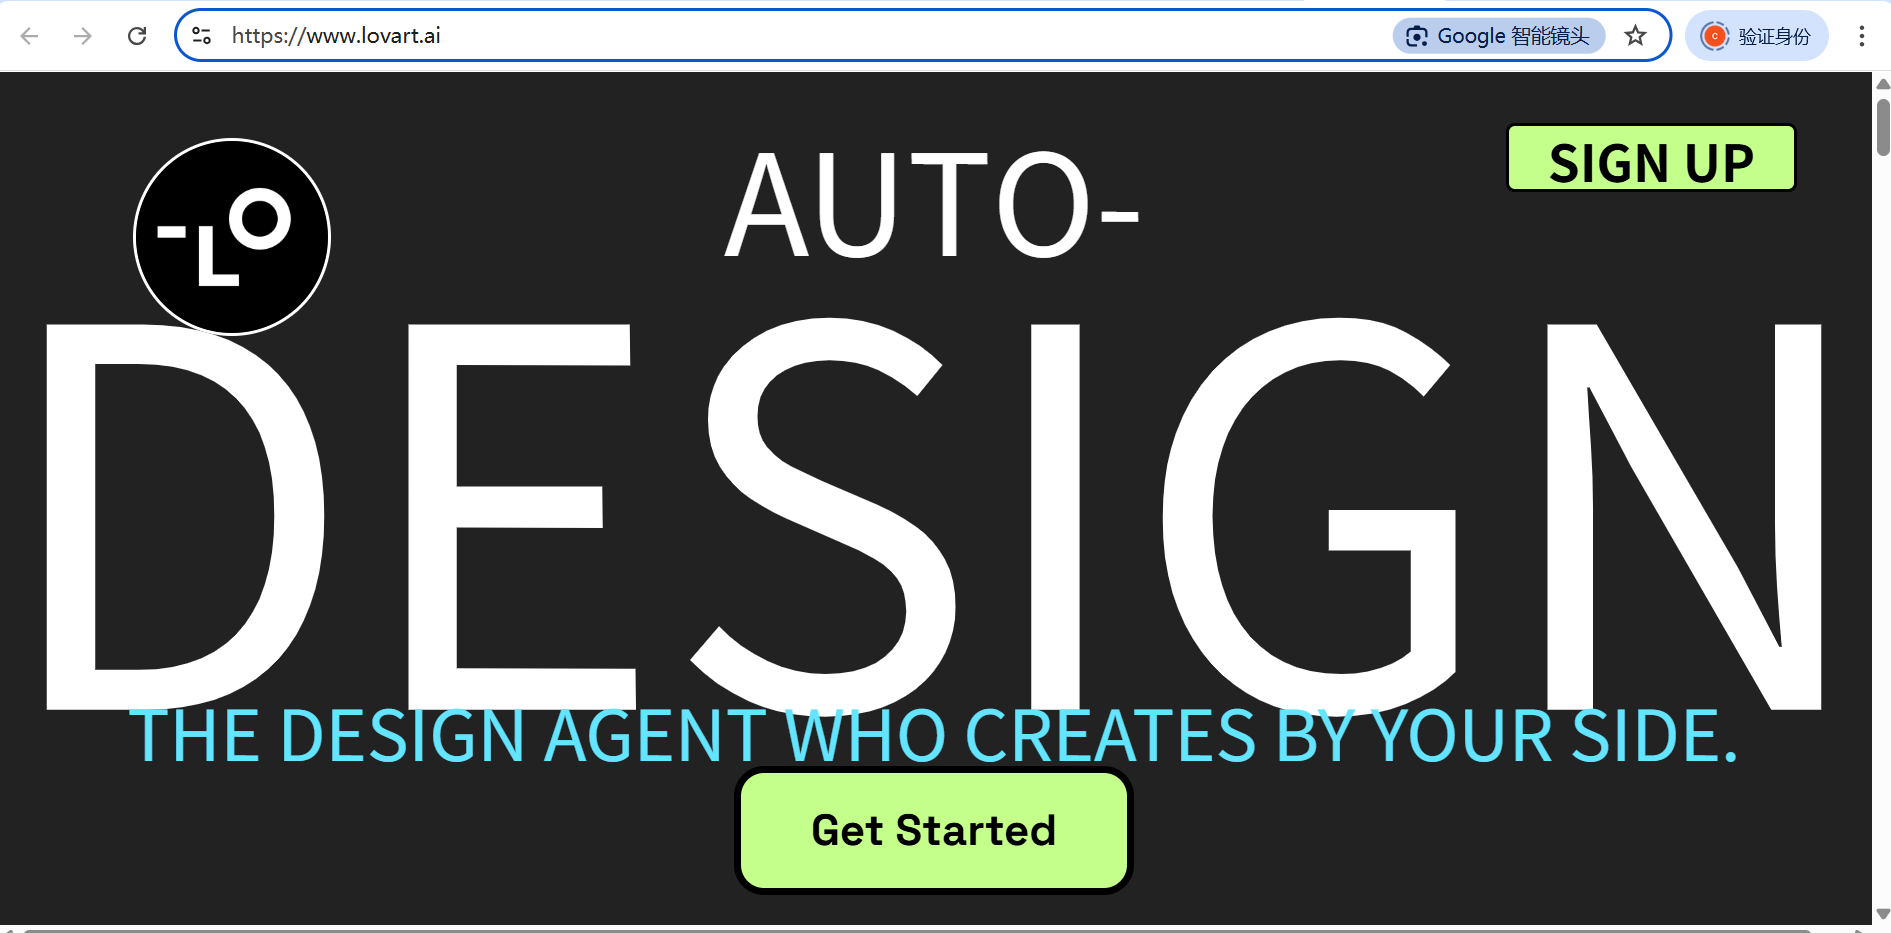 https://www.lovart.ai
Google 智能镜头
C
验证身份
-LO
AUTO-
SIGN UP
DESIGN
THE DESIGN AGENT WHO CREATES BY YOUR SIDE.
Get Started